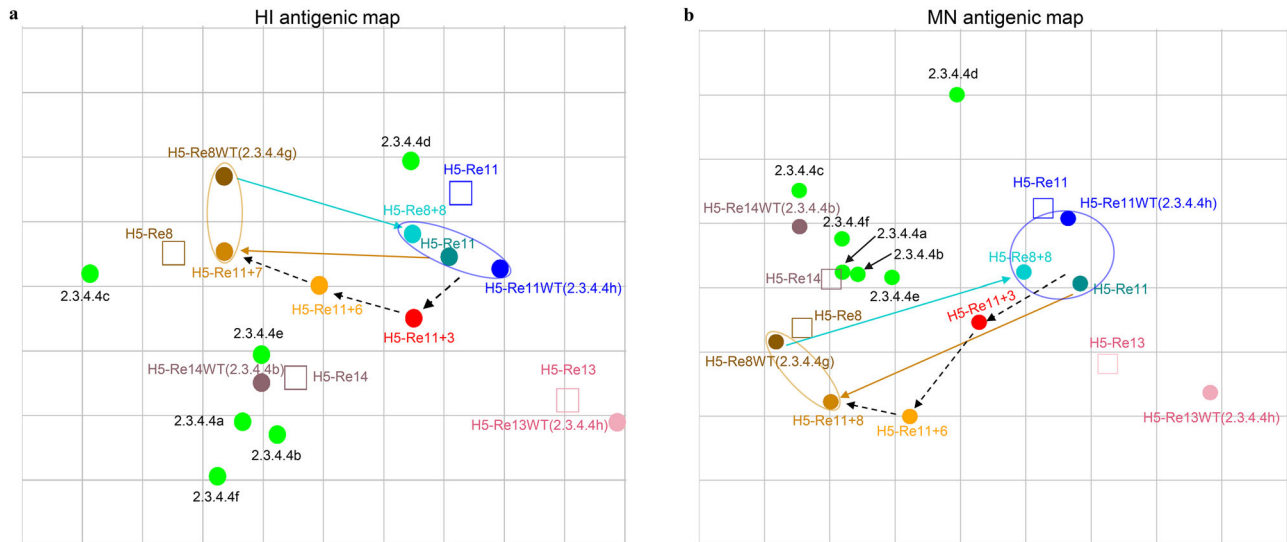 a
HI antigenic map
2.3.4.4d
H5-Re8WT(2.3.4.4g)
H5-Re11
H5-Re8+8
H5-Re11
H5-Re8
H5-Re11+7
H5-Re11WT(2.3.4.4h)
2.3.4.4c
H5-Re11+6
H5-Re11+3
2.3.4.4e
H5-Re14WT(2.3.4.4b)
H5-Re14
H5-Re13
2.3.4.4a
H5-Re13WT(2.3.4.4h)
2.3.4.4b
2.3.4.4f
b
MN antigenic map
2.3.4.4d
2.3.4.4c
H5-Re11
H5-Re11WT(2.3.4.4h)
H5-Re14WT(2.3.4.4b)
2.3.4.4f
2.3.4.4a
2.3.4.4b
H5-Re8+8
H5-Re14
2.3.4.4e
H5-Re11
H5-Re11+3
H5-Re8
H5-Re13
H5-Re8WT(2.3.4.4g)
H5-Re13WT(2.3.4.4h)
H5-Re11+8
H5-Re11+6